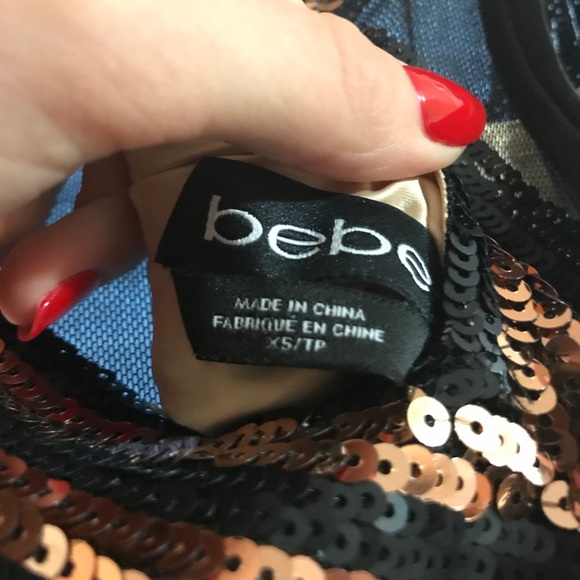 bebe
MADE IN CHINA
FABRIQUÉ EN CHINE
XS/TP